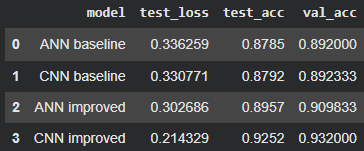 model test_loss test_acc val_acc
0 ANN baseline 0.336259 0.8785 0.892000
1 CNN baseline 0.330771 0.8792 0.892333
2 ANN improved 0.302686 0.8957 0.909833
3 CNN improved 0.214329 0.9252 0.932000